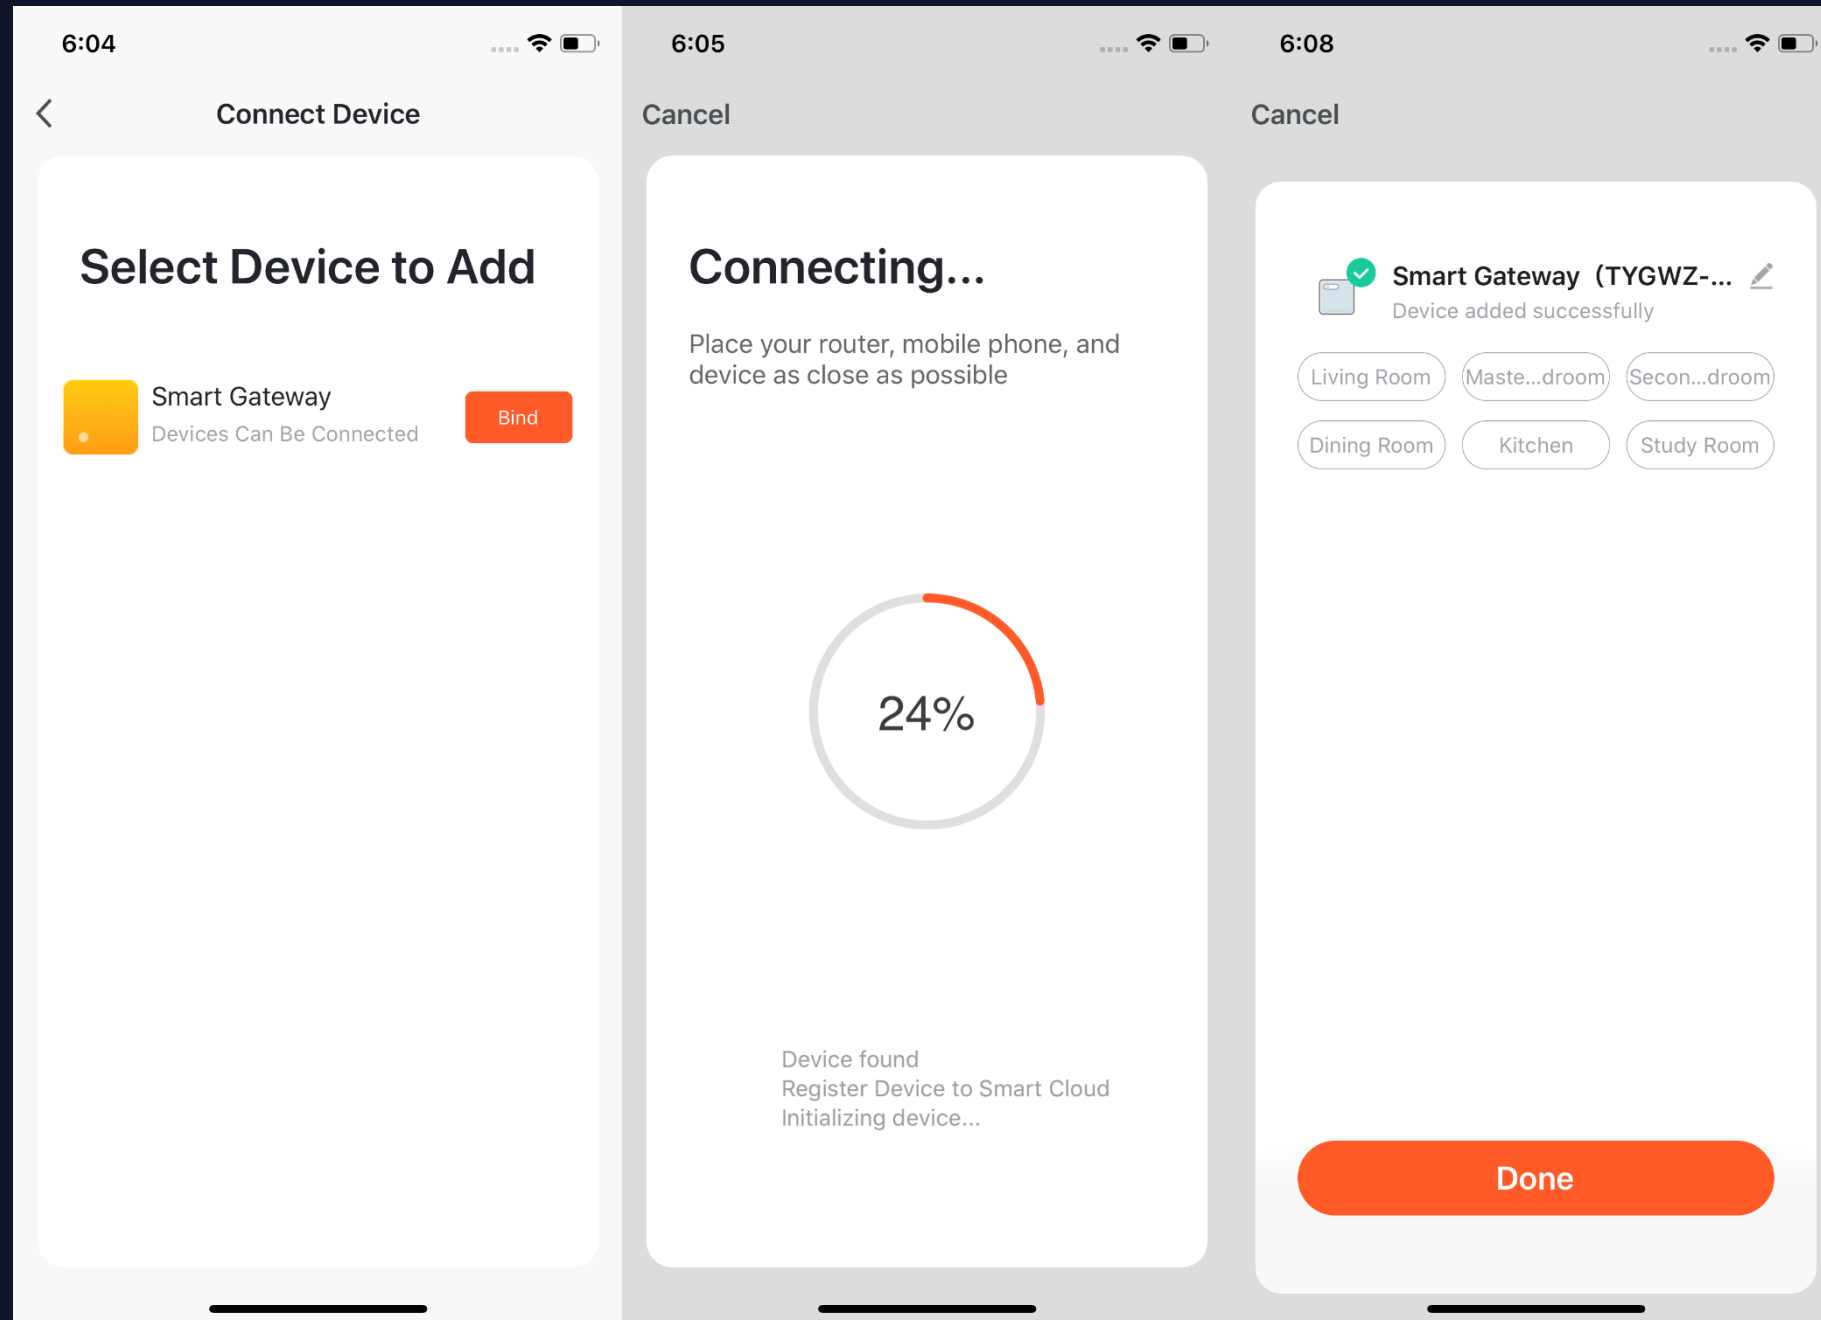 6:04
Connect Device
Select Device to Add
Smart Gateway
Devices Can Be Connected
Bind
6:05
Cancel
Connecting...
Place your router, mobile phone, and
device as close as possible
24%
Device found
Register Device to Smart Cloud
Initializing device...
6:08
Cancel
Smart Gateway（TYGWZ-...
Device added successfully
Living Room
Maste...droom
Secon...droom
Dining Room
Kitchen
Study Room
Done